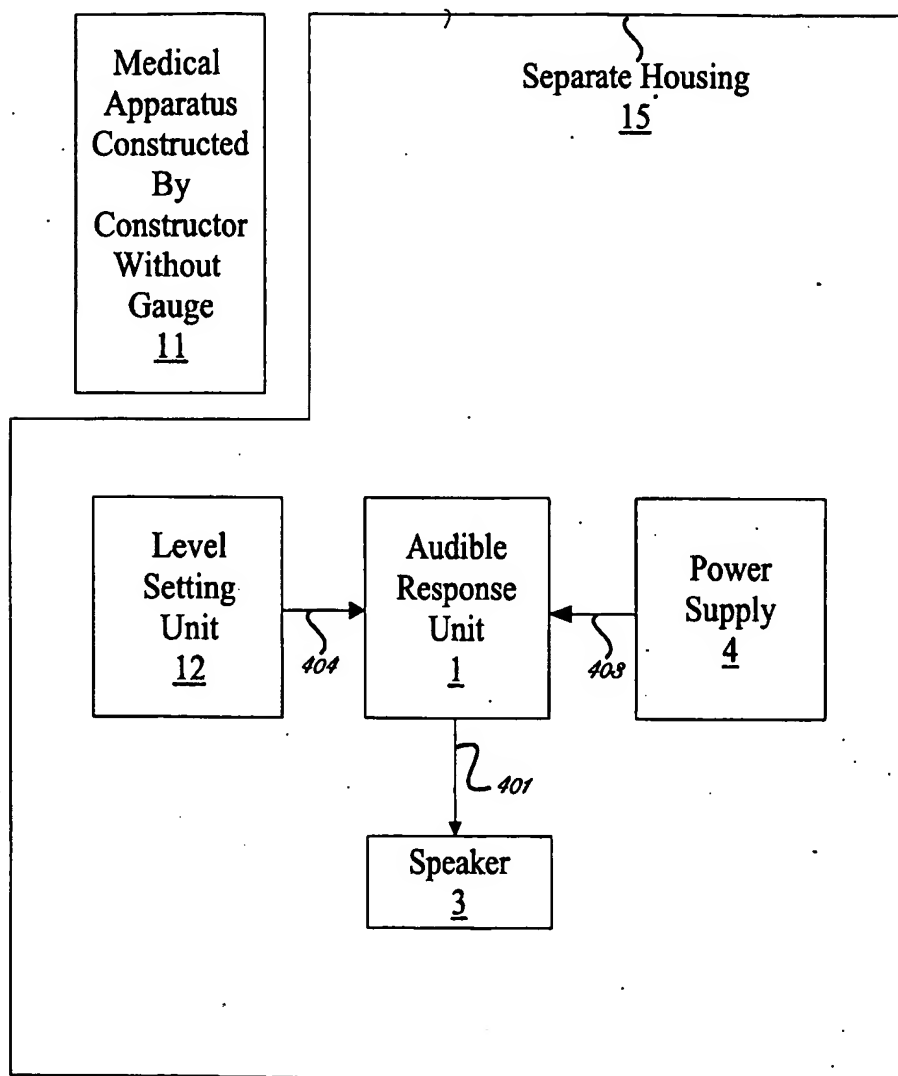 Medical
Apparatus
Constructed
By
Constructor
Without
Gauge
11
Separate Housing
15
Level
Setting
Unit
12
404
Audible
Response
Unit
1
403
Power
Supply
4
401
Speaker
3